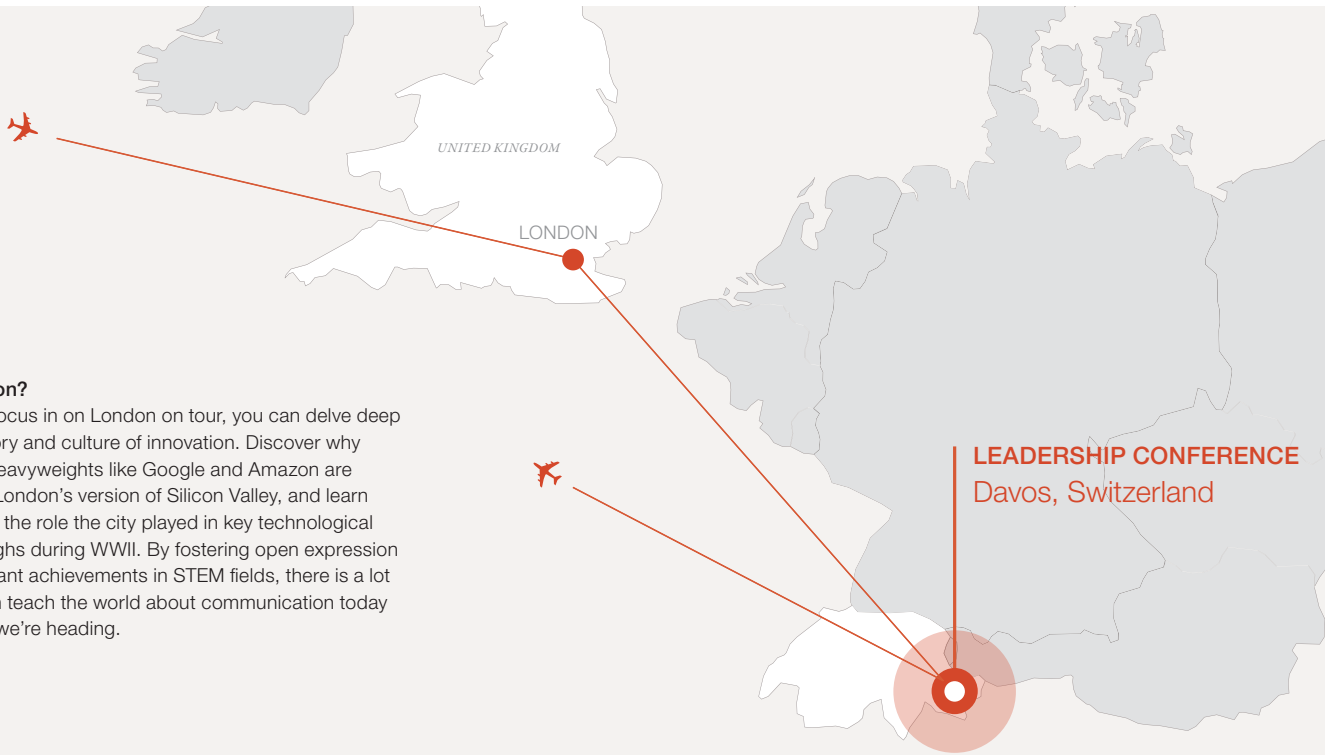 UNITED KINGDOM
LONDON
on?
ocus in on London on tour, you can delve deep
ry and culture of innovation. Discover why
eavyweights like Google and Amazon are
London’s version of Silicon Valley, and learn
the role the city played in key technological
ghs during WWII. By fostering open expression
ant achievements in STEM fields, there is a lot
n teach the world about communication today
we’re heading.
LEADERSHIP CONFERENCE
Davos, Switzerland